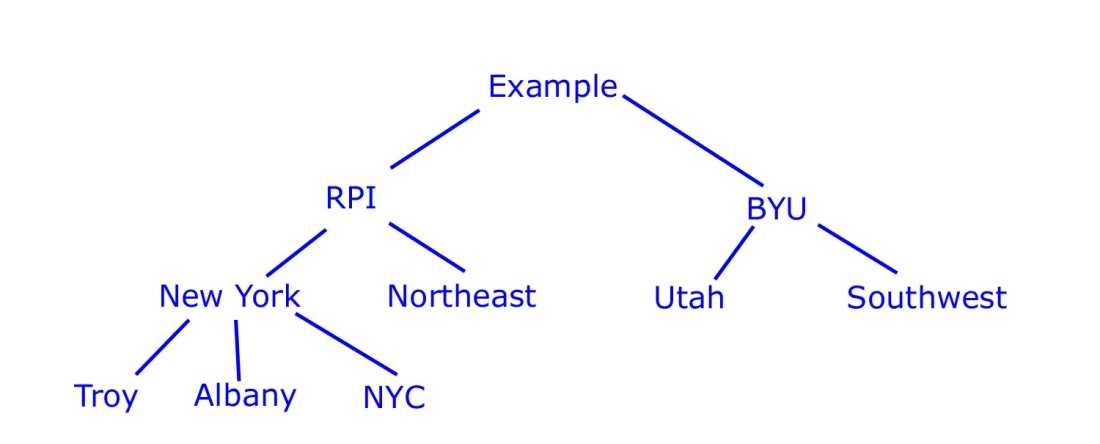 Example
RPI
BYU
New York
Northeast
Utah
Southwest
Troy
Albany
NYC